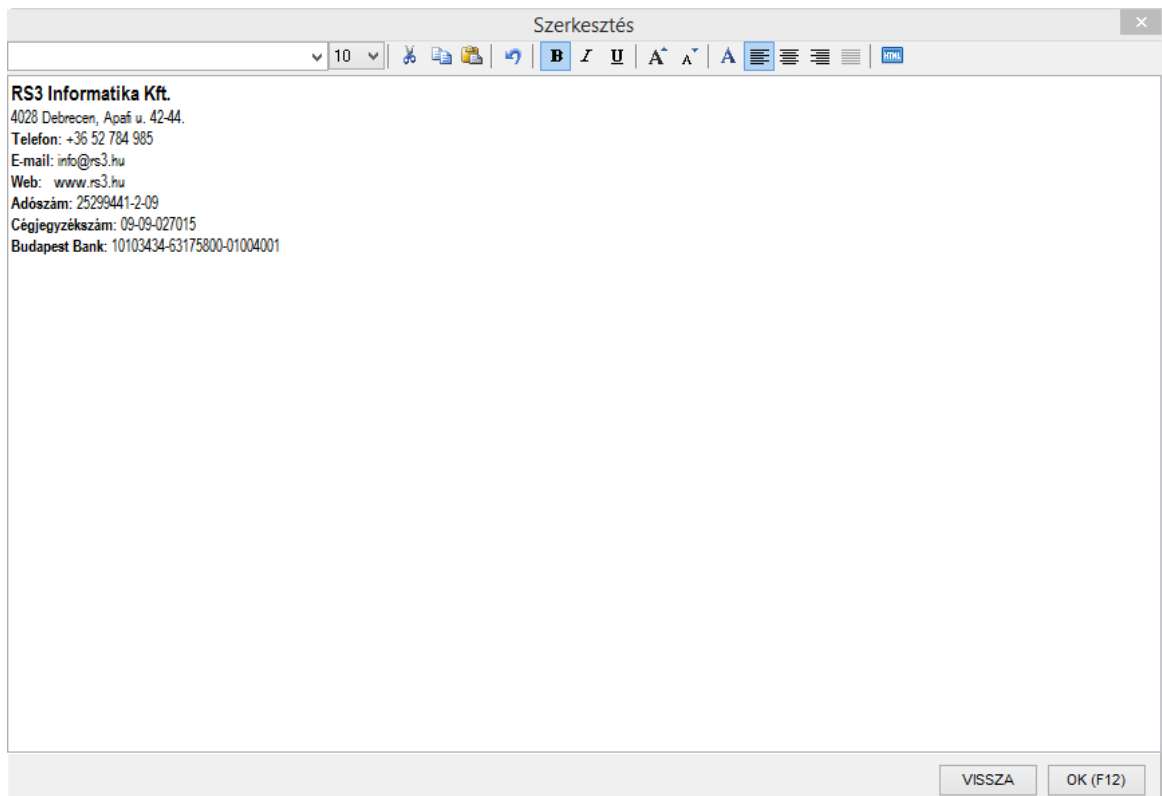 Szerkesztés
10
B I U A A A HTML
RS3 Informatika Kft.
4028 Debrecen, Apafi u. 42-44.
Telefon: +36 52 784 985
E-mail: info@rs3.hu
Web: www.rs3.hu
Adószám: 25299441-2-09
Cégjegyzékszám: 09-09-027015
Budapest Bank: 10103434-63175800-01004001
VISSZA OK (F12)